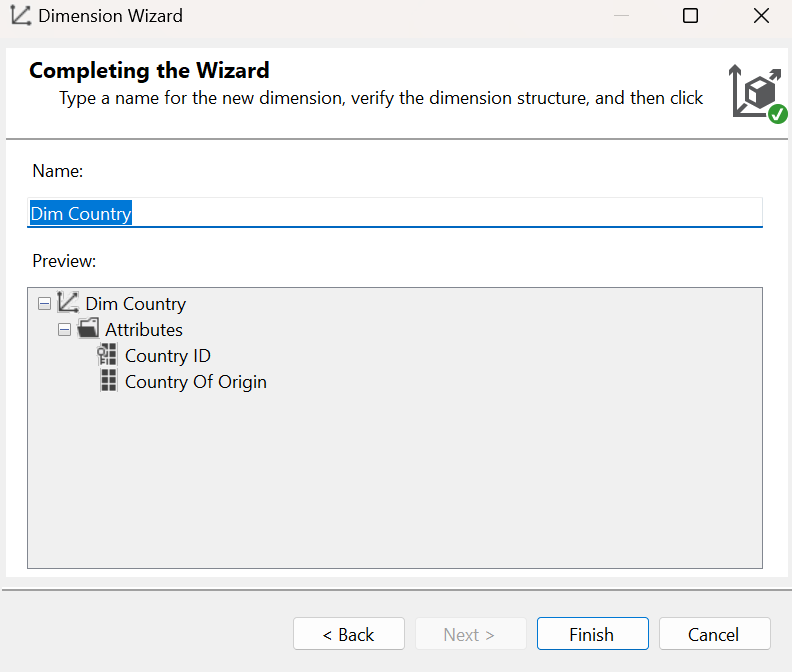 Dimension Wizard
Completing the Wizard
Type a name for the new dimension, verify the dimension structure, and then click
Name:
Dim Country
Preview:
Dim Country
Attributes
Country ID
Country Of Origin
< Back
Next >
Finish
Cancel